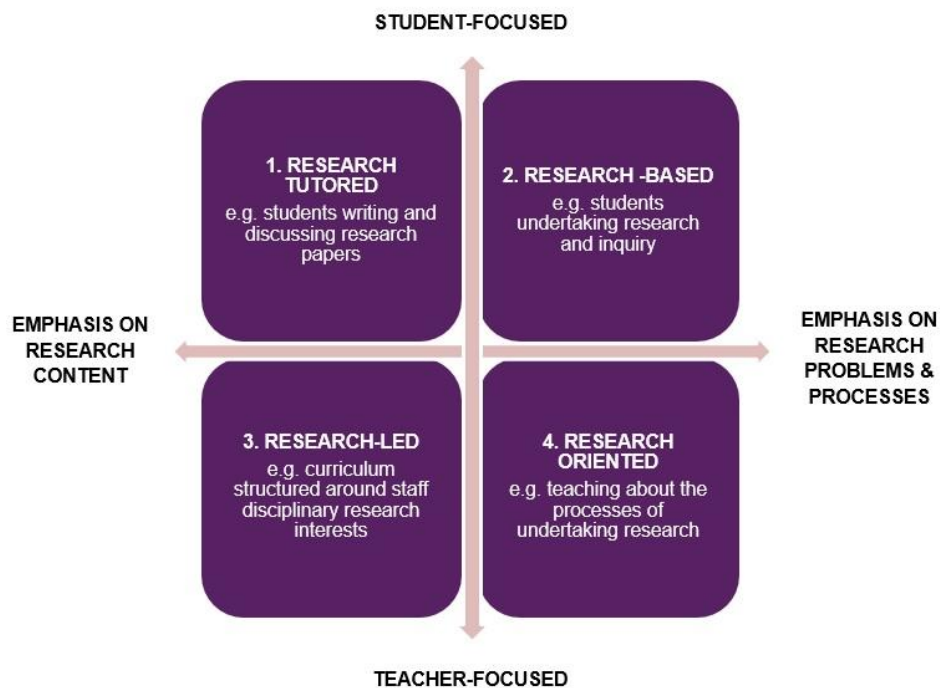 STUDENT-FOCUSED
1. RESEARCH
TUTORED
e.g. students writing and
discussing research
papers
2. RESEARCH -BASED
e.g. students
undertaking research
and inquiry
EMPHASIS ON
RESEARCH
CONTENT
EMPHASIS ON
RESEARCH
PROBLEMS &
PROCESSES
3. RESEARCH-LED
e.g. curriculum
structured around staff
disciplinary research
interests
4. RESEARCH
ORIENTED
e.g. teaching about the
processes of
undertaking research
TEACHER-FOCUSED